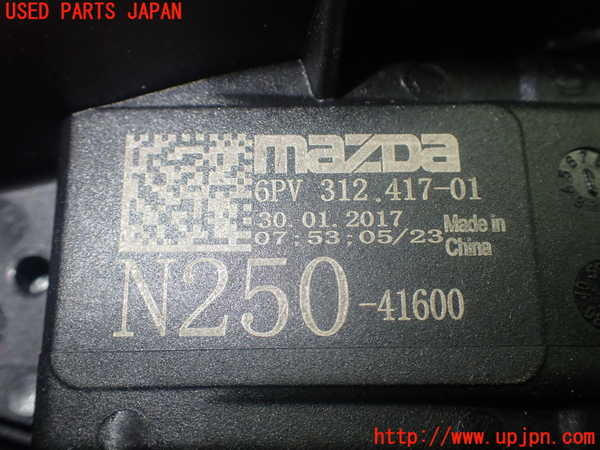 USED PARTS JAPAN
mazda
6PV 312.417-01
30.01.2017
07:53:05/23
Made in
China
N250-41600
http://www.upjpn.com/